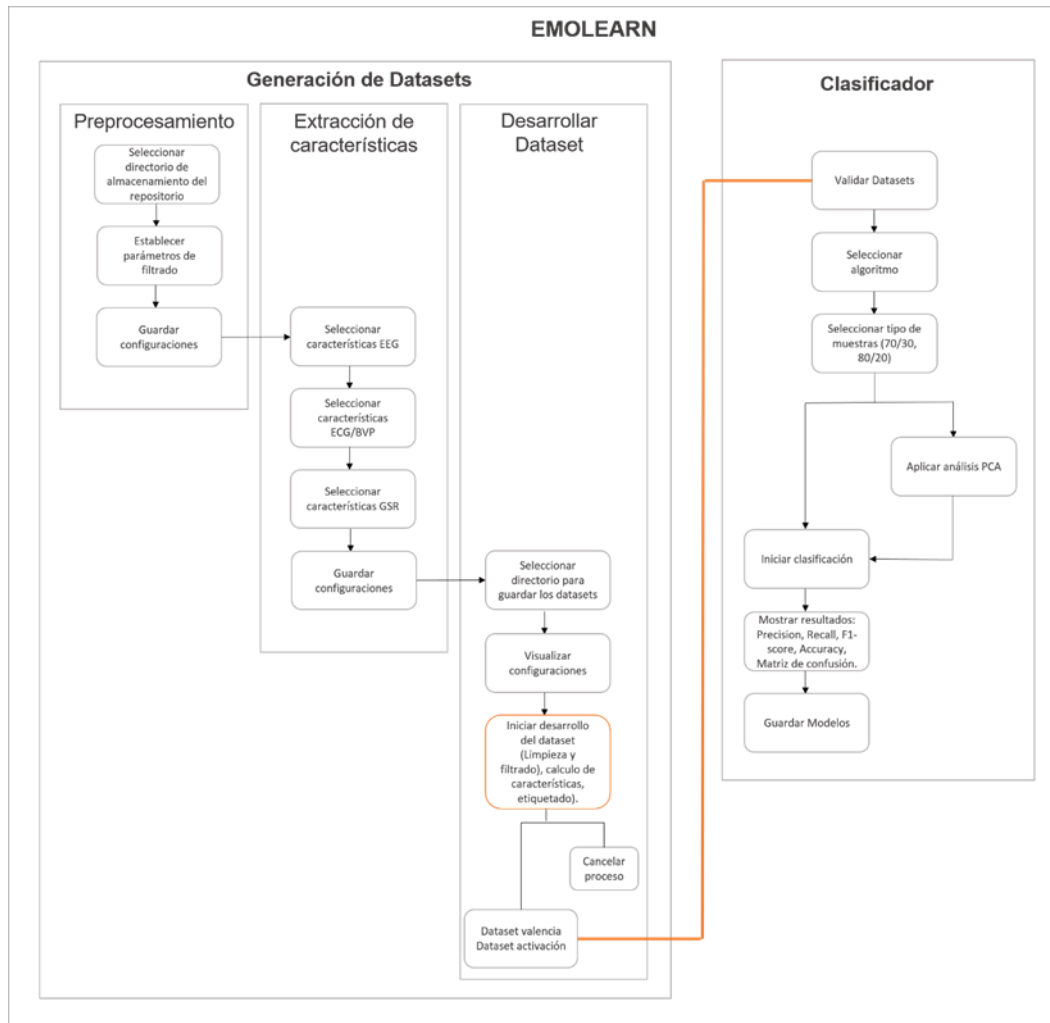 EMOLEARN
Generación de Datasets
Preprocesamiento
Seleccionar
directorio de
almacenamiento del
repositorio
Establecer
parámetros de
filtrado
Guardar
configuraciones
Extracción de
características
Seleccionar
características EEG
Seleccionar
características
ECG/BVP
Seleccionar
características GSR
Guardar
configuraciones
Desarrollar
Dataset
Seleccionar
directorio para
guardar los datasets
Visualizar
configuraciones
Iniciar desarrollo
del dataset
(Limpieza y
filtrado), calculo de
características,
etiquetado).
Cancelar
proceso
Dataset valencia
Dataset activación
Clasificador
Validar Datasets
Seleccionar
algoritmo
Seleccionar tipo de
muestras (70/30,
80/20)
Aplicar análisis PCA
Iniciar clasificación
Mostrar resultados:
Precision, Recall, F1-
score, Accuracy,
Matriz de confusión.
Guardar Modelos